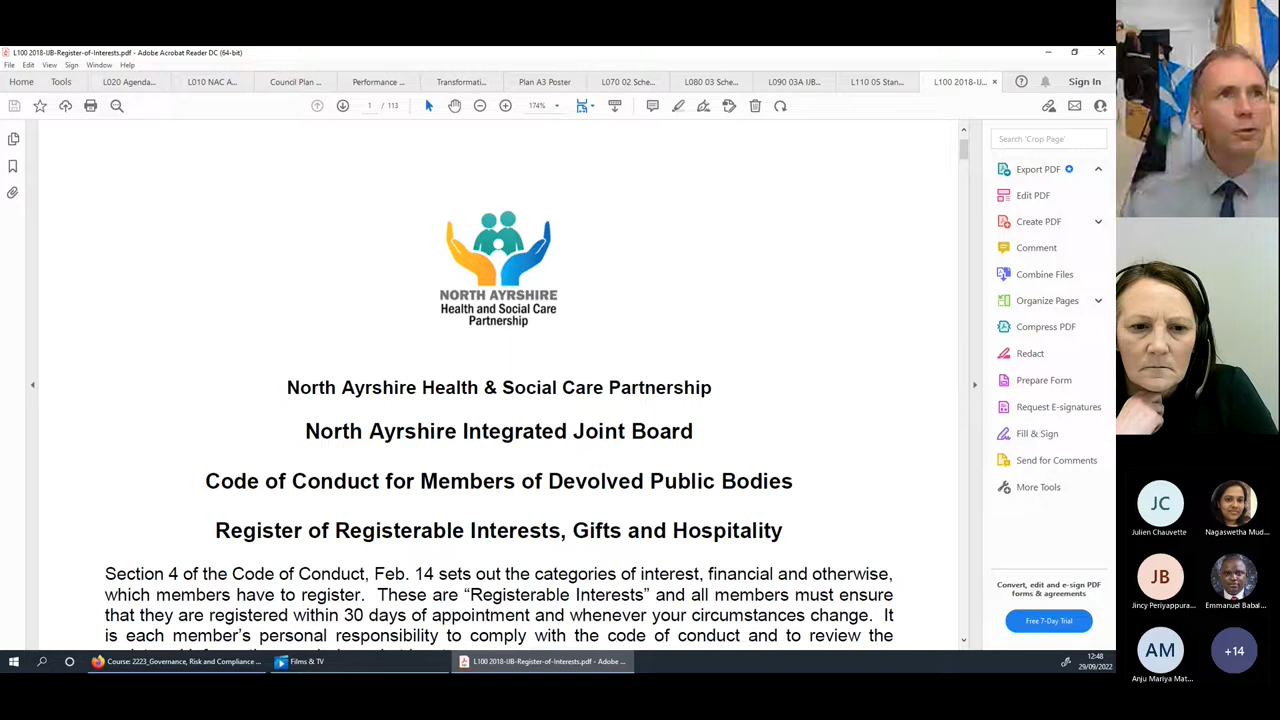 L100 2018-IJB-Register-of-Interests.pdf - Adobe Acrobat Reader DC (64-bit)
File Edit View Sign Window Help
Home Tools L020 Agenda... L010 NAC A... Council Plan ... Performance ... Transformati... Plan A3 Poster L070 02 Sche... L080 03 Sche... L090 03A IJB... L110 05 Stan... L100 2018-IJ... × Sign In
1 / 113 174%
Search 'Crop Page'
Export PDF
Edit PDF
Create PDF
Comment
Combine Files
Organize Pages
Compress PDF
Redact
Prepare Form
Request E-signatures
Fill & Sign
Send for Comments
More Tools
Convert, edit and e-sign PDF
forms & agreements
Free 7-Day Trial
NORTH AYRSHIRE
Health and Social Care
Partnership
North Ayrshire Health & Social Care Partnership
North Ayrshire Integrated Joint Board
Code of Conduct for Members of Devolved Public Bodies
Register of Registerable Interests, Gifts and Hospitality
Section 4 of the Code of Conduct, Feb. 14 sets out the categories of interest, financial and otherwise,
which members have to register. These are “Registerable Interests” and all members must ensure
that they are registered within 30 days of appointment and whenever your circumstances change. It
is each member’s personal responsibility to comply with the code of conduct and to review the
JC
Julien Chauvette
Nagaswetha Mud...
JB
Jincy Periyappura...
Emmanuel Babal...
AM
Anju Mariya Mat...
+14
Course: 2223_Governance, Risk and Compliance ... Films & TV L100 2018-IJB-Register-of-Interests.pdf - Adobe ...
12:48
29/09/2022